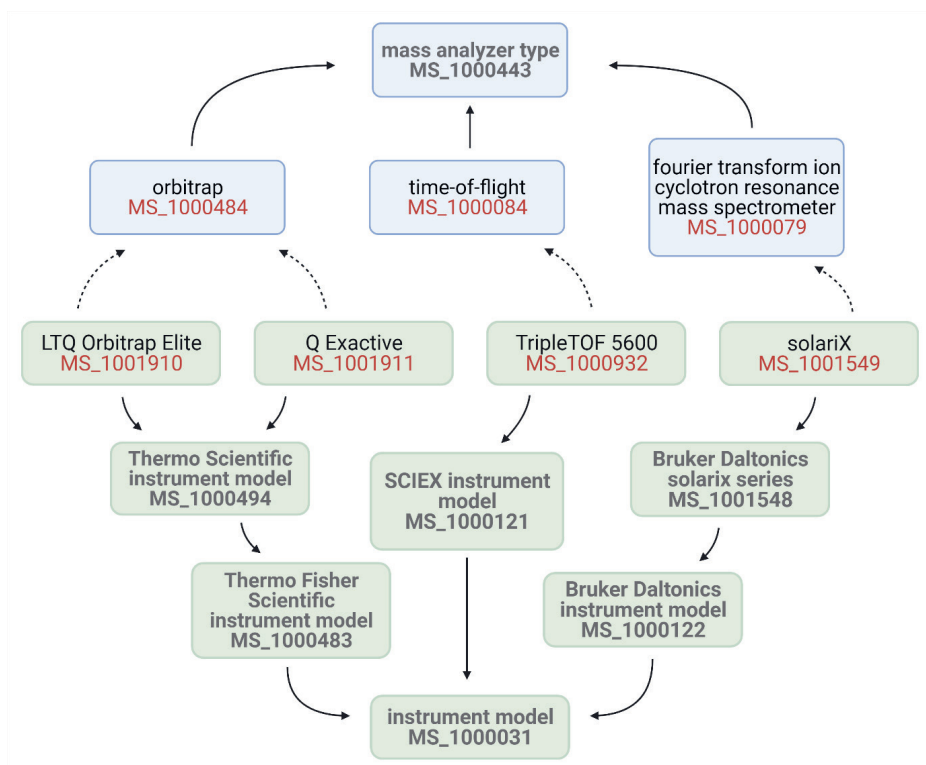 mass analyzer type
MS_1000443
orbitrap
MS_1000484
time-of-flight
MS_1000084
fourier transform ion
cyclotron resonance
mass spectrometer
MS_1000079
LTQ Orbitrap Elite
MS_1001910
Q Exactive
MS_1001911
TripleTOF 5600
MS_1000932
solariX
MS_1001549
Thermo Scientific
instrument model
MS_1000494
SCIEX instrument
model
MS_1000121
Bruker Daltonics
solarix series
MS_1001548
Thermo Fisher
Scientific
instrument model
MS_1000483
Bruker Daltonics
instrument model
MS_1000122
instrument model
MS_1000031